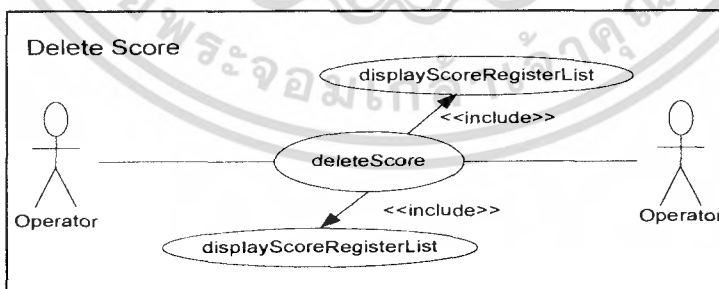 Delete Score
displayScoreRegisterList
<<include>>
deleteScore
Operator
Operator
<<include>>
displayScoreRegisterList